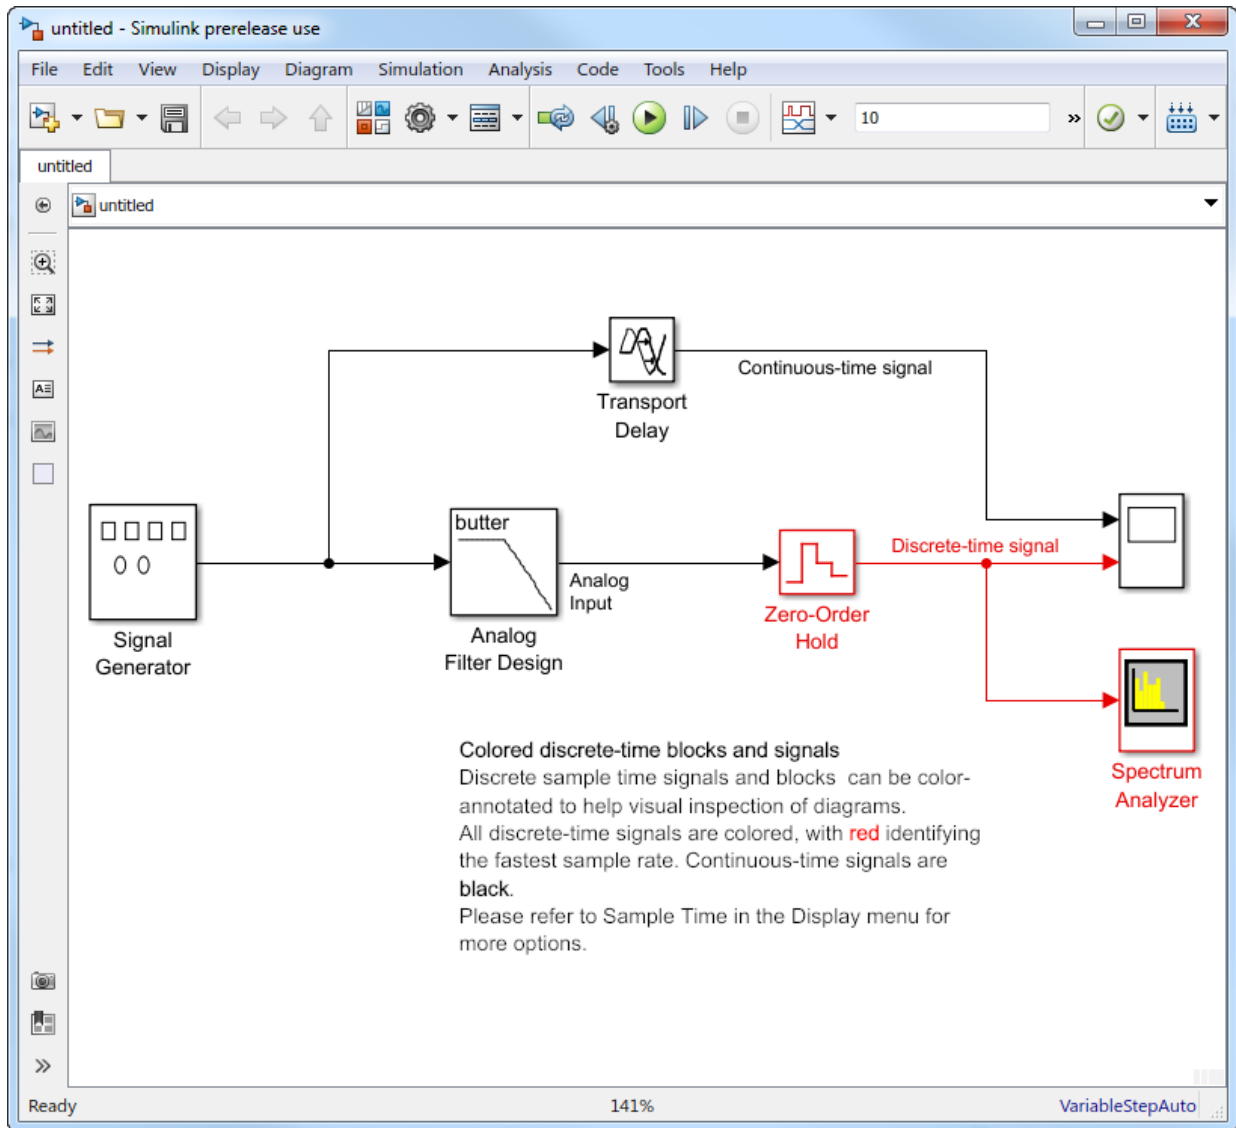 untitled - Simulink prerelease use
File Edit View Display Diagram Simulation Analysis Code Tools Help
10
untitled
untitled
Continuous-time signal
Transport
Delay
butter
Discrete-time signal
Analog
Input
Signal
Generator
Analog
Filter Design
Zero-Order
Hold
Spectrum
Analyzer
Colored discrete-time blocks and signals
Discrete sample time signals and blocks can be color-
annotated to help visual inspection of diagrams.
All discrete-time signals are colored, with red identifying
the fastest sample rate. Continuous-time signals are
black.
Please refer to Sample Time in the Display menu for
more options.
Ready 141% VariableStepAuto